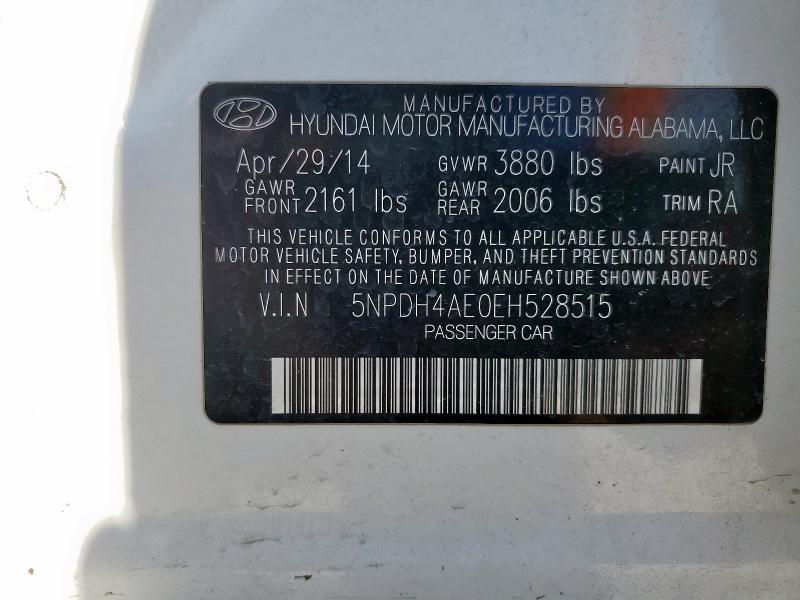 MANUFACTURED BY
HYUNDAI MOTOR MANUFACTURING ALABAMA, LLC
Apr/29/14 GVWR 3880 lbs PAINT JR
GAWR FRONT 2161 lbs GAWR REAR 2006 lbs TRIM RA
THIS VEHICLE CONFORMS TO ALL APPLICABLE U.S.A. FEDERAL
MOTOR VEHICLE SAFETY, BUMPER, AND THEFT PREVENTION STANDARDS
IN EFFECT ON THE DATE OF MANUFACTURE SHOWN ABOVE.
V.I.N 5NPDH4AE0EH528515
PASSENGER CAR